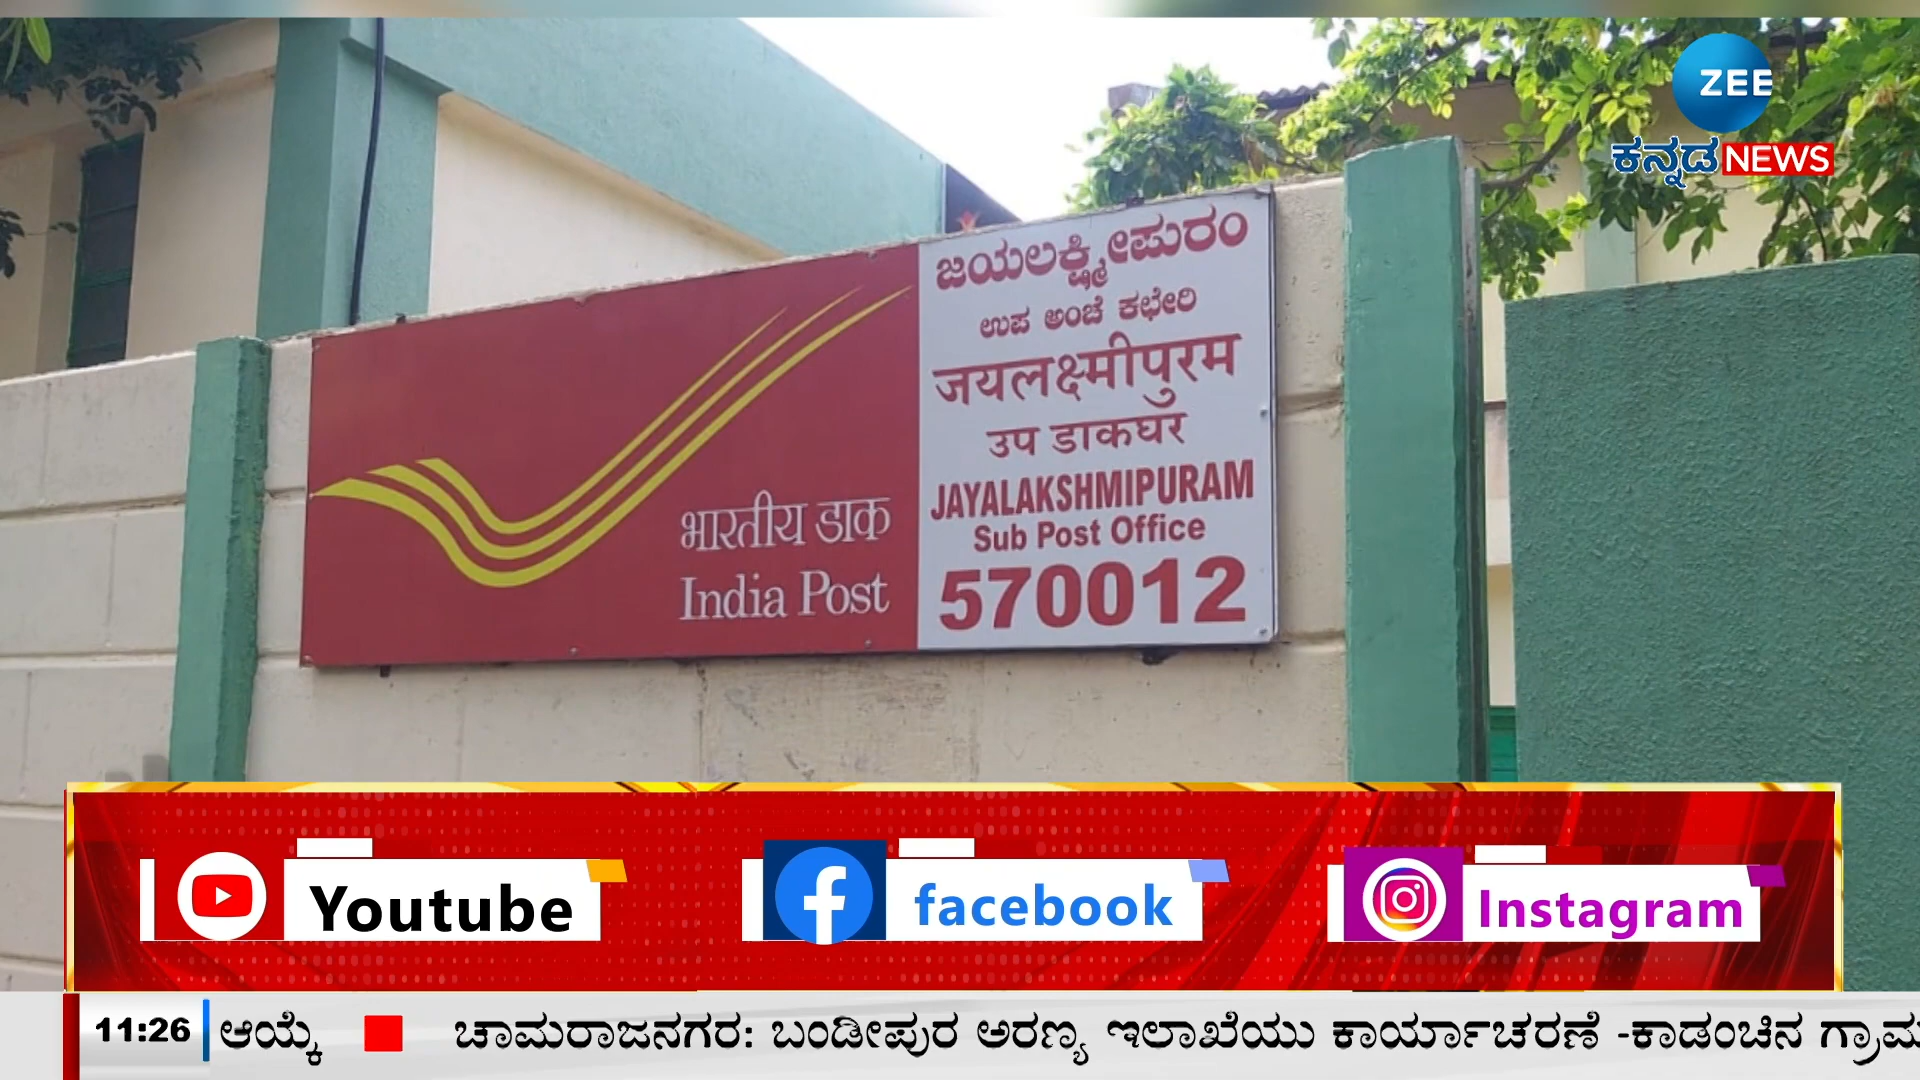 ZEE
ಕನ್ನಡ NEWS
ಜಯಲಕ್ಷ್ಮೀಪುರಂ
ಉಪ ಅಂಚೆ ಕಛೇರಿ
जयलक्ष्मीपुरम
उप डाकघर
JAYALAKSHMIPURAM
Sub Post Office
570012
भारतीय डाक
India Post
Youtube
facebook
Instagram
11:26 ಆಯ್ಕೆ ಚಾಮರಾಜನಗರ: ಬಂಡೀಪುರ ಅರಣ್ಯ ಇಲಾಖೆಯು ಕಾರ್ಯಾಚರಣೆ -ಕಾಡಂಚಿನ ಗ್ರಾಮ